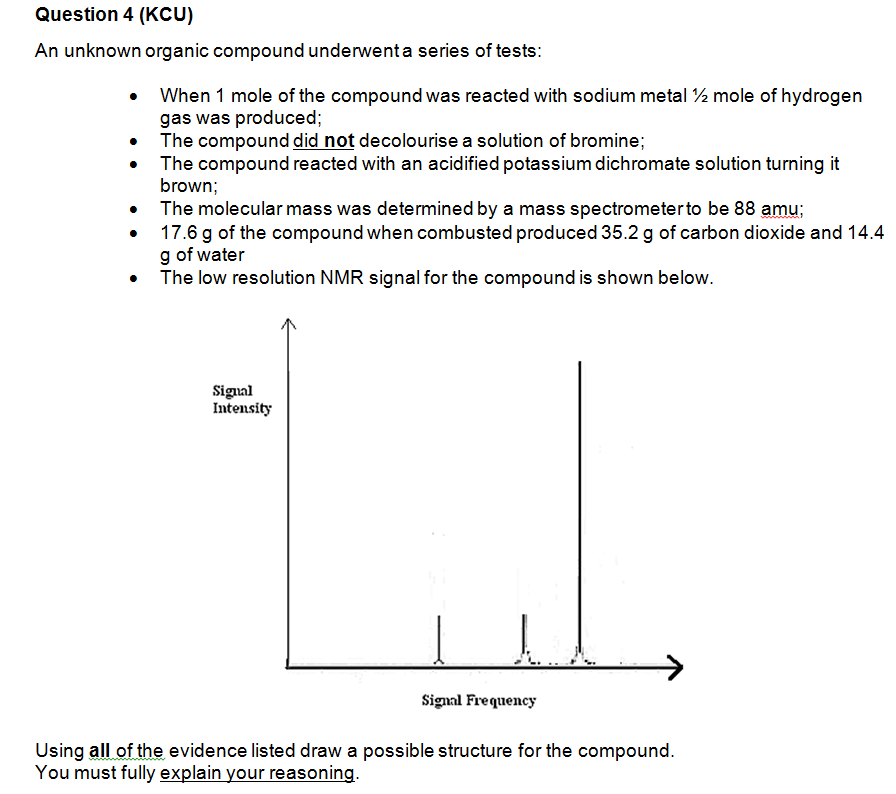 Question 4 (KCU)
An unknown organic compound underwent a series of tests:
• When 1 mole of the compound was reacted with sodium metal ½ mole of hydrogen
gas was produced;
• The compound did not decolourise a solution of bromine;
• The compound reacted with an acidified potassium dichromate solution turning it
brown;
• The molecular mass was determined by a mass spectrometer to be 88 amu;
• 17.6 g of the compound when combusted produced 35.2 g of carbon dioxide and 14.4
g of water
• The low resolution NMR signal for the compound is shown below.
Signal
Intensity
Signal Frequency
Using all of the evidence listed draw a possible structure for the compound.
You must fully explain your reasoning.